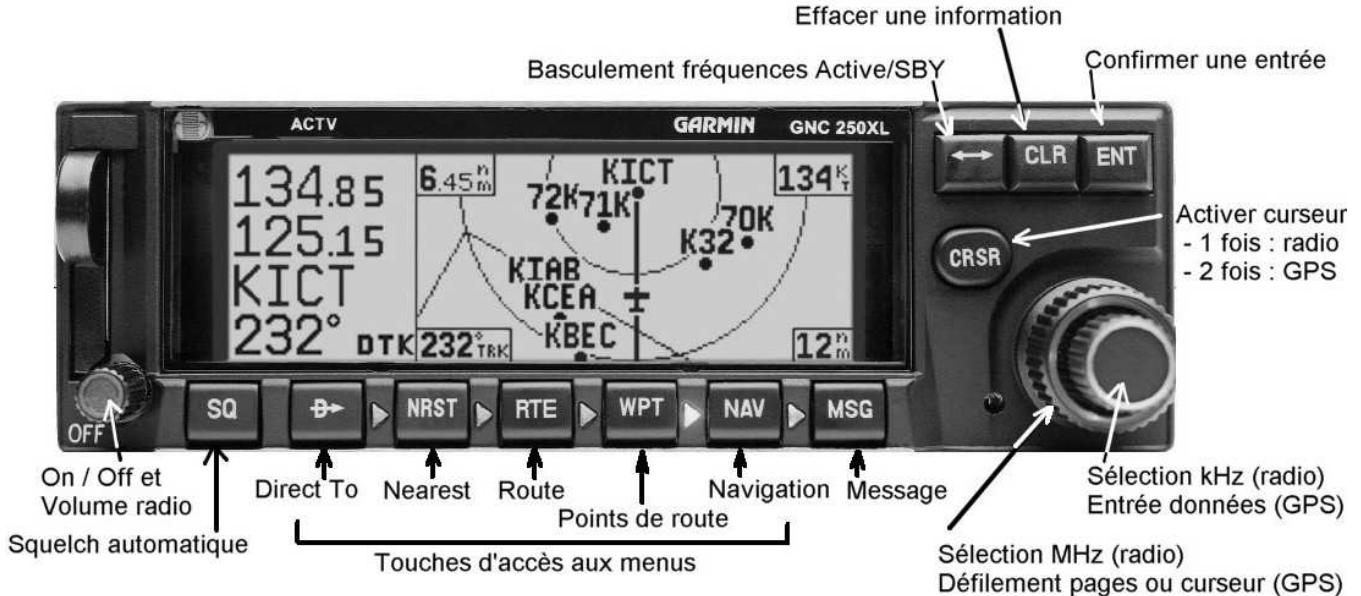 Effacer une information
Basculement fréquences Active/SBY
Confirmer une entrée
ACTV
GARMIN
GNC 250XL
CLR
ENT
134.85
125.15
KICT
232° DTK
6.45 nm
KICT
134 KT
72K
71K
70K
K32
KIAB
KCEA
KBEC
232° TRK
12 nm
CRSR
Activer curseur
- 1 fois : radio
- 2 fois : GPS
OFF
SQ
D
NRST
RTE
WPT
NAV
MSG
On / Off et
Volume radio
Squelch automatique
Direct To
Nearest
Route
Points de route
Navigation
Message
Touches d'accès aux menus
Sélection kHz (radio)
Entrée données (GPS)
Sélection MHz (radio)
Défilement pages ou curseur (GPS)